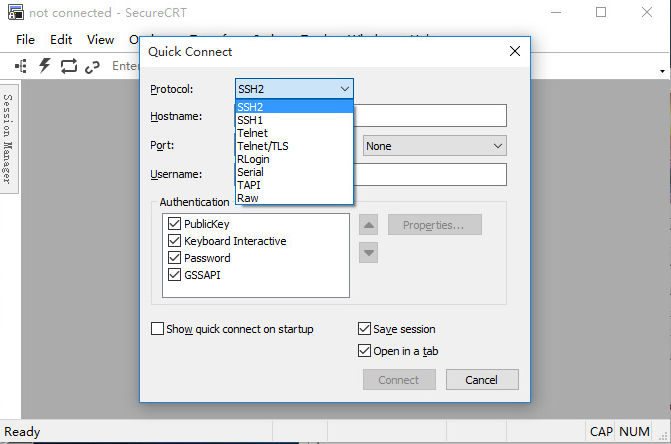 not connected - SecureCRT
File Edit View O
Enter
Session Manager
Quick Connect
Protocol: SSH2
SSH2
Hostname:
SSH1
Telnet
Port:
Telnet/TLS
None
RLogin
Username:
Serial
TAPI
Raw
Authentication
PublicKey
Properties...
Keyboard Interactive
Password
GSSAPI
Show quick connect on startup
Save session
Open in a tab
Connect
Cancel
Ready
CAP NUM